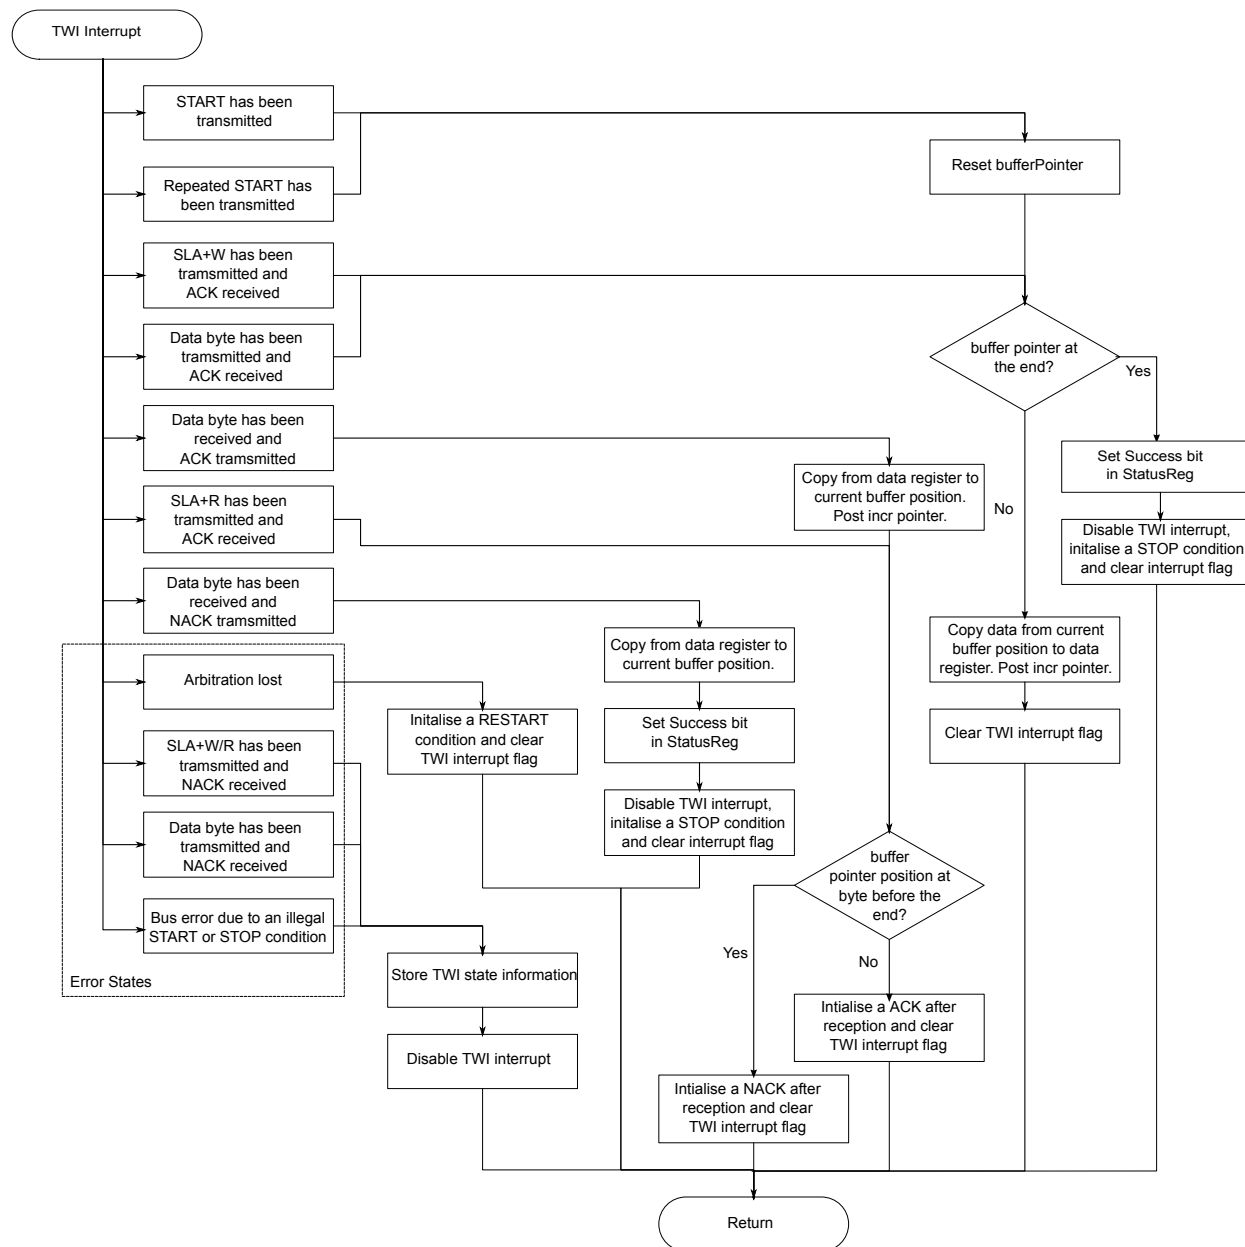 TWI Interrupt
START has been
transmitted
Repeated START has
been transmitted
Reset bufferPointer
SLA+W has been
tramsmitted and
ACK received
Data byte has been
tramsmitted and
ACK received
buffer pointer at
the end?
Yes
No
Data byte has been
received and
ACK tramsmitted
Copy from data register to
current buffer position.
Post incr pointer.
Set Success bit
in StatusReg
Disable TWI interrupt,
initalise a STOP condition
and clear interrupt flag
SLA+R has been
tramsmitted and
ACK received
Data byte has been
received and
NACK tramsmitted
Copy from data register to
current buffer position.
Copy data from current
buffer position to data
register. Post incr pointer.
Clear TWI interrupt flag
Arbitration lost
Initalise a RESTART
condition and clear
TWI interrupt flag
Set Success bit
in StatusReg
Disable TWI interrupt,
initalise a STOP condition
and clear interrupt flag
SLA+W/R has been
tramsmitted and
NACK received
Data byte has been
tramsmitted and
NACK received
Bus error due to an illegal
START or STOP condition
Error States
buffer
pointer position at
byte before the
end?
Yes
No
Store TWI state information
Disable TWI interrupt
Intialise a ACK after
reception and clear
TWI interrupt flag
Intialise a NACK after
reception and clear
TWI interrupt flag
Return